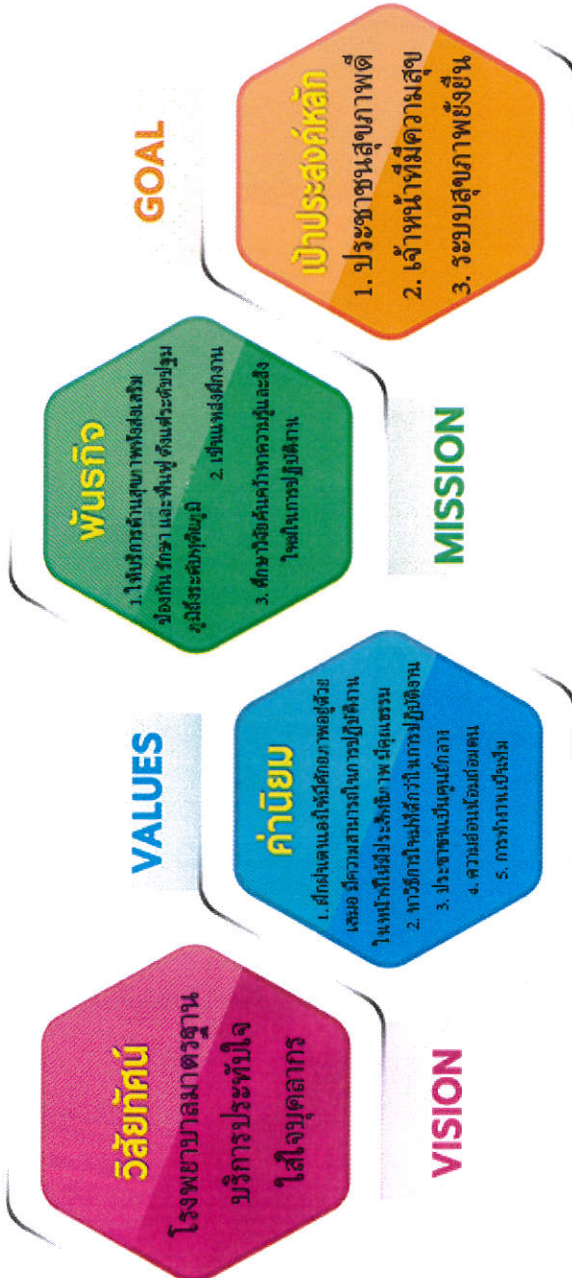 วิสัยทัศน์
โรงพยาบาลมาตรฐาน
บริการประทับใจ
ใส่ใจบุคลากร
VISION
VALUES
ค่านิยม
1. ฝึกฝนตนเองให้มีศักยภาพอยู่ด้วย
เสมอ มีความสามารถในการปฏิบัติงาน
ในหน้าที่ให้มีประสิทธิภาพ มีคุณธรรม
2. หาวิธีการใหม่ที่ดีกว่าในการปฏิบัติงาน
3. ประชาชนเป็นศูนย์กลาง
4. ความอ่อนน้อมถ่อมตน
5. การทำงานเป็นทีม
พันธกิจ
1.ให้บริการด้านสุขภาพทั้งส่งเสริม
ป้องกัน รักษา และฟื้นฟู ตั้งแต่ระดับปฐม
ภูมิถึงระดับทุติยภูมิ
2. เป็นแหล่งฝึกงาน
3. ศึกษาวิจัยค้นคว้าหาความรู้และสิ่ง
ใหม่ในการปฏิบัติงาน
MISSION
GOAL
เป้าประสงค์หลัก
1. ประชาชนสุขภาพดี
2. เจ้าหน้าที่มีความสุข
3. ระบบสุขภาพยั่งยืน